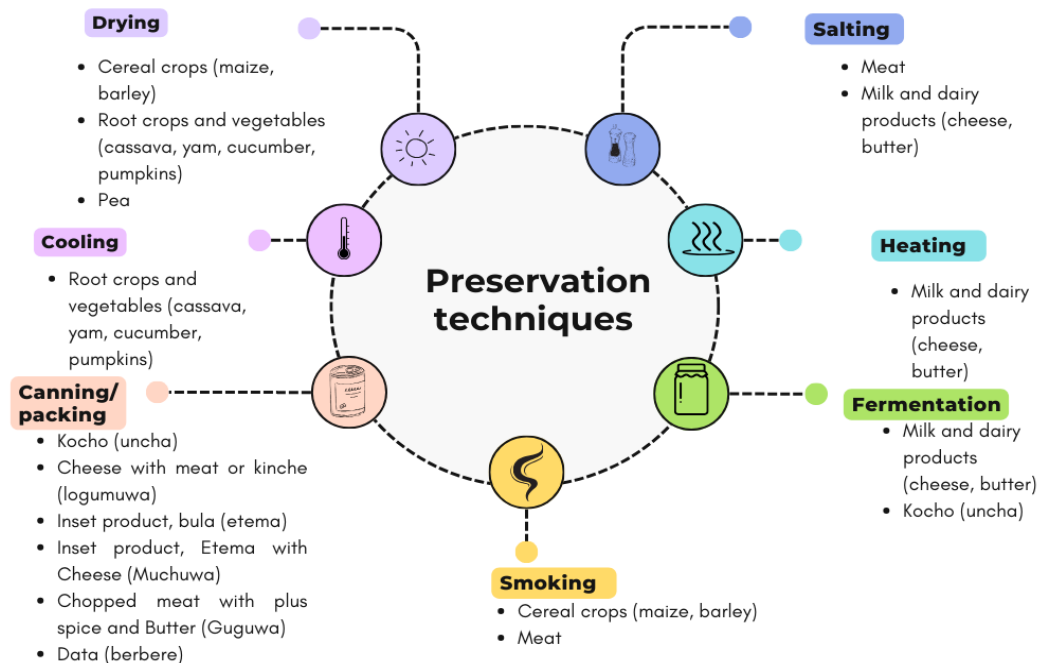 Drying
Cereal crops (maize,
barley)
Root crops and vegetables
(cassava, yam, cucumber,
pumpkins)
Pea
Salting
Meat
Milk and dairy
products (cheese,
butter)
Cooling
Root crops and
vegetables (cassava,
yam, cucumber,
pumpkins)
Preservation
techniques
Heating
Milk and dairy
products
(cheese,
butter)
Canning/
packing
Kocho (uncha)
Cheese with meat or kinche
(logumuwa)
Inset product, bula (etema)
Inset product, Etema with
Cheese (Muchuwa)
Chopped meat with plus
spice and Butter (Guguwa)
Data (berbere)
Fermentation
Milk and dairy
products
(cheese, butter)
Kocho (uncha)
Smoking
Cereal crops (maize, barley)
Meat